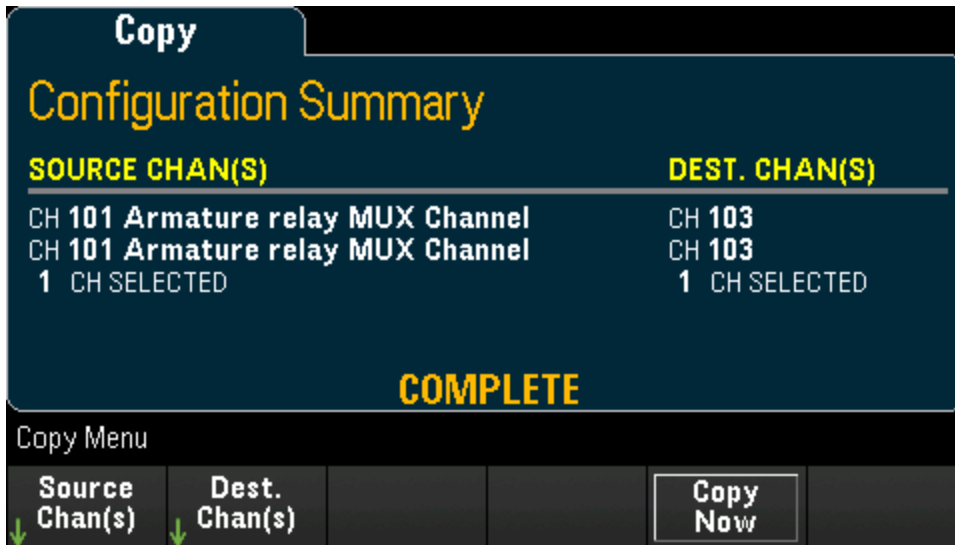 Copy
Configuration Summary
SOURCE CHAN(S) DEST. CHAN(S)
CH 101 Armature relay MUX Channel CH 103
CH 101 Armature relay MUX Channel CH 103
1 CH SELECTED 1 CH SELECTED
COMPLETE
Copy Menu
Source Dest. Copy
Chan(s) Chan(s) Now